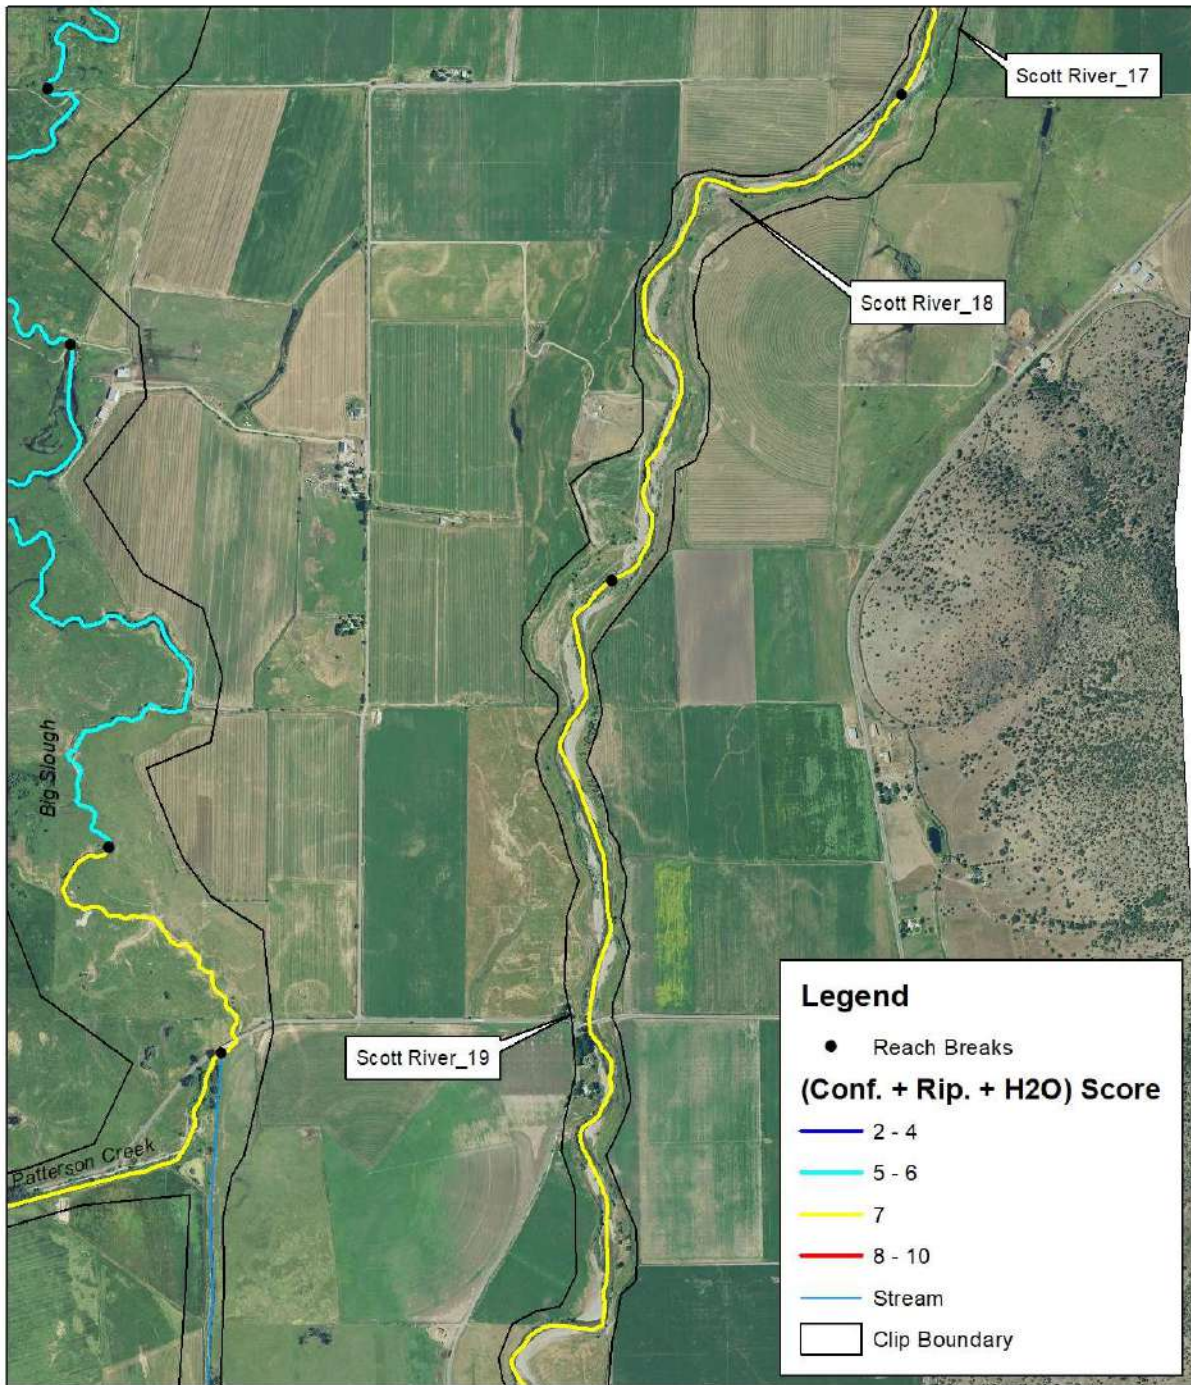 Scott River_17
Scott River_18
Big Slough
Scott River_19
Patterson Creek
Legend
Reach Breaks
(Conf. + Rip. + H2O) Score
2 - 4
5 - 6
7
8 - 10
Stream
Clip Boundary